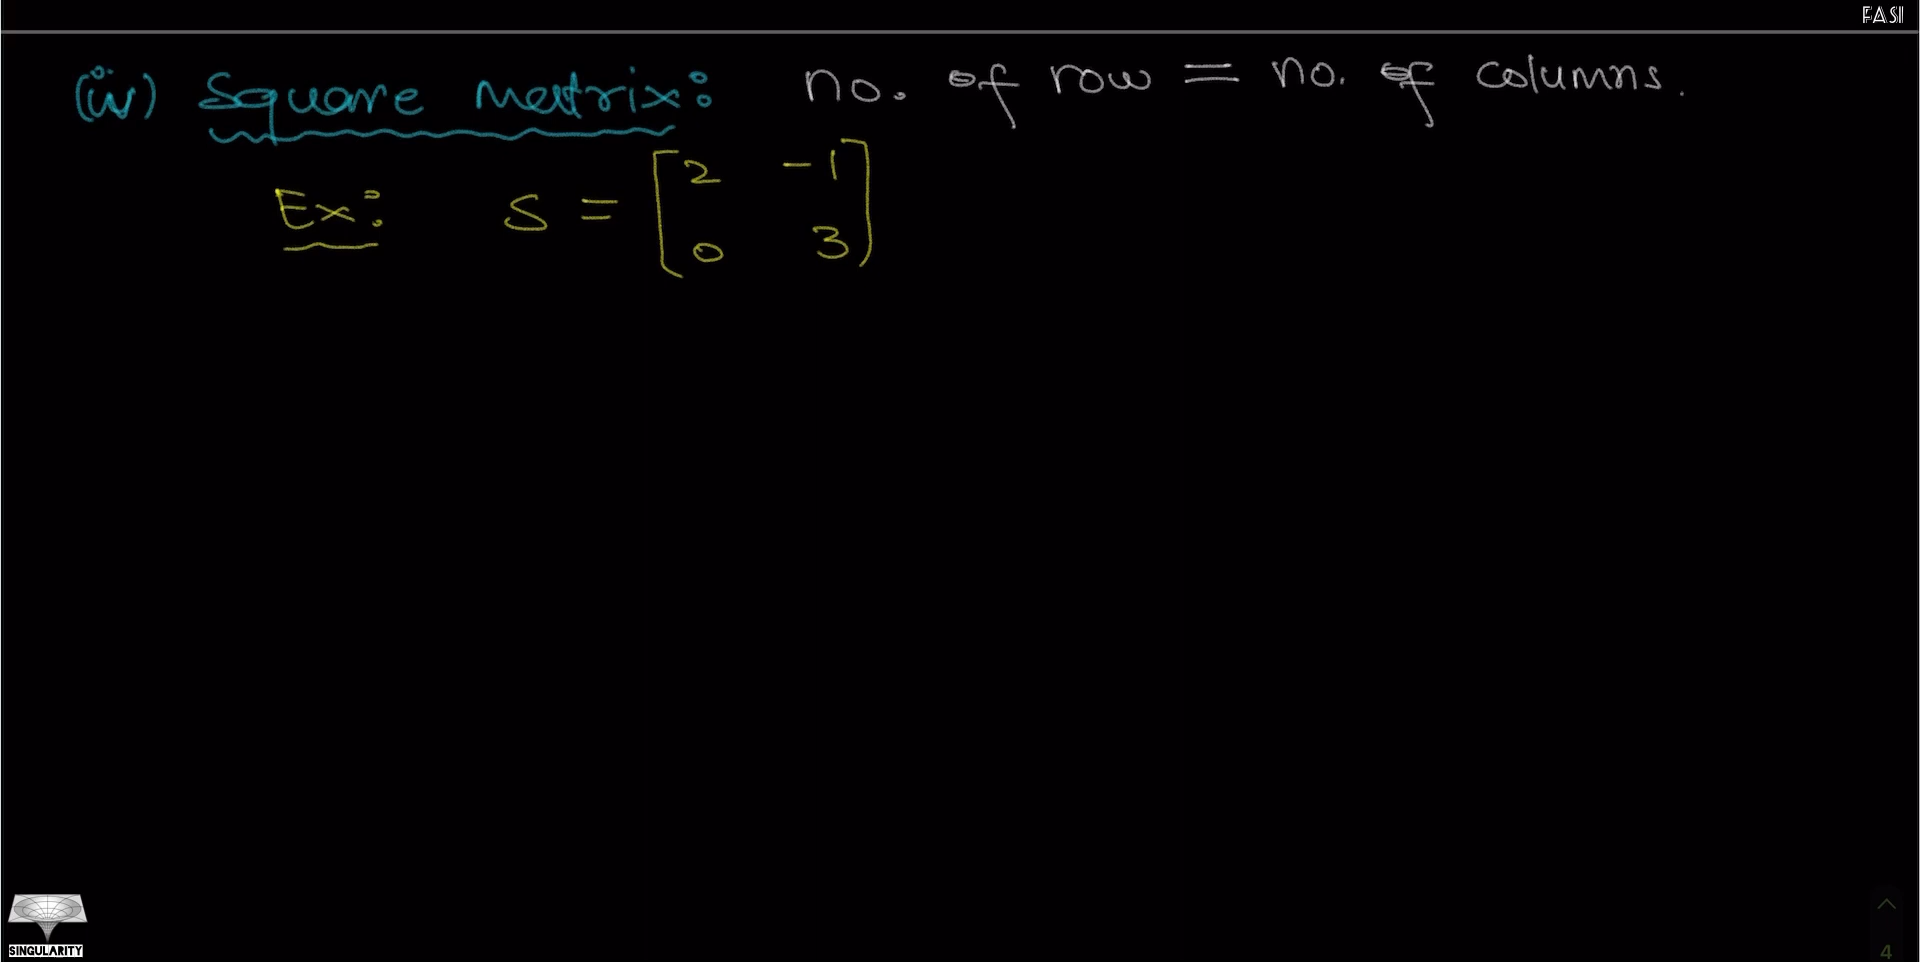 FASI
(iv) Square Matrix: no. of row = no. of columns.
Ex: S = [2 -1
0 3]
SINGULARITY
4